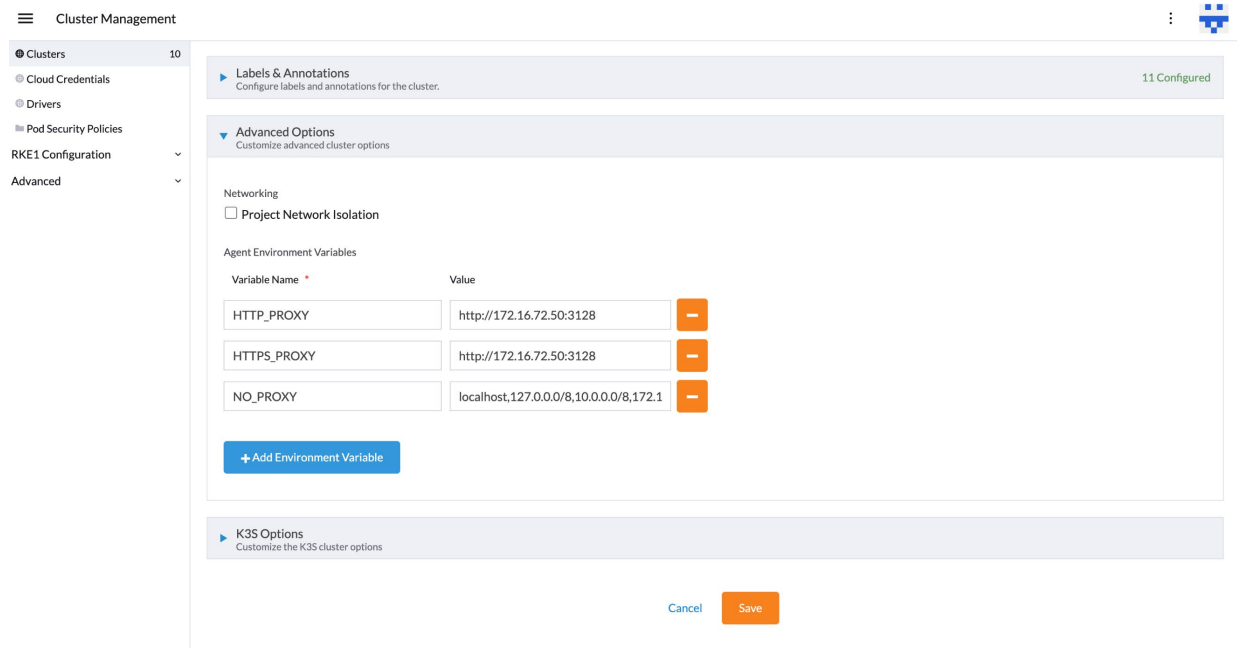 Cluster Management
Clusters 10
Cloud Credentials
Drivers
Pod Security Policies
RKE1 Configuration
Advanced
Labels & Annotations
Configure labels and annotations for the cluster.
11 Configured
Advanced Options
Customize advanced cluster options
Networking
Project Network Isolation
Agent Environment Variables
Variable Name * Value
HTTP_PROXY http://172.16.72.50:3128
HTTPS_PROXY http://172.16.72.50:3128
NO_PROXY localhost,127.0.0.0/8,10.0.0.0/8,172.1
+ Add Environment Variable
K3S Options
Customize the K3S cluster options
Cancel Save